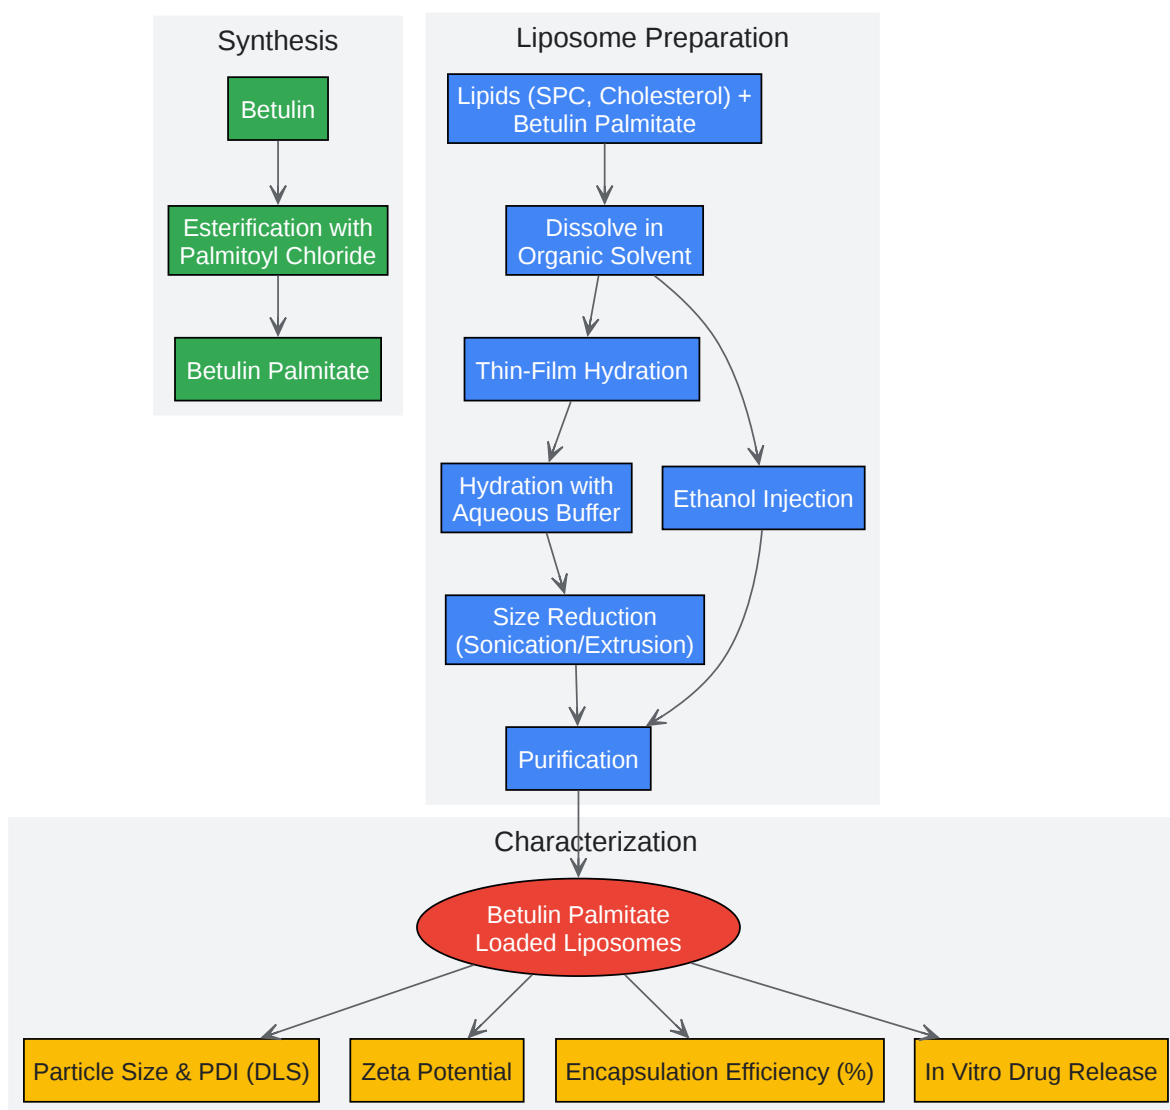 Synthesis
Betulin
Esterification with
Palmitoyl Chloride
Betulin Palmitate
Liposome Preparation
Lipids (SPC, Cholesterol) +
Betulin Palmitate
Dissolve in
Organic Solvent
Thin-Film Hydration
Hydration with
Aqueous Buffer
Ethanol Injection
Size Reduction
(Sonication/Extrusion)
Purification
Characterization
Betulin Palmitate
Loaded Liposomes
Particle Size & PDI (DLS)
Zeta Potential
Encapsulation Efficiency (%)
In Vitro Drug Release